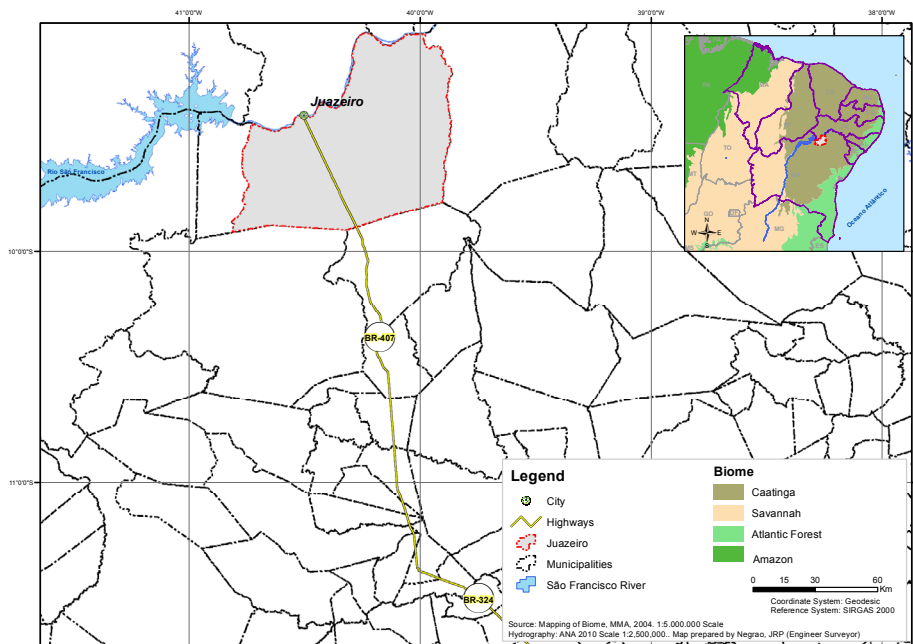 41°0'0"W
40°0'0"W
39°0'0"W
38°0'0"W
Juazeiro
Rio São Francisco
10°0'0"S
BR-407
11°0'0"S
BR-324
TO
MT
GO
DF
MG
ES
Oceano Atlântico
N
W E
S
Legend
City
Highways
Juazeiro
Municipalities
São Francisco River
Biome
Caatinga
Savannah
Atlantic Forest
Amazon
0 15 30 60
Km
Coordinate System: Geodesic
Reference System: SIRGAS 2000
Source: Mapping of Biome, MMA, 2004. 1:5.000.000 Scale
Hydrography: ANA 2010 Scale 1:2,500,000.. Map prepared by Negrao, JRP (Engineer Surveyor)